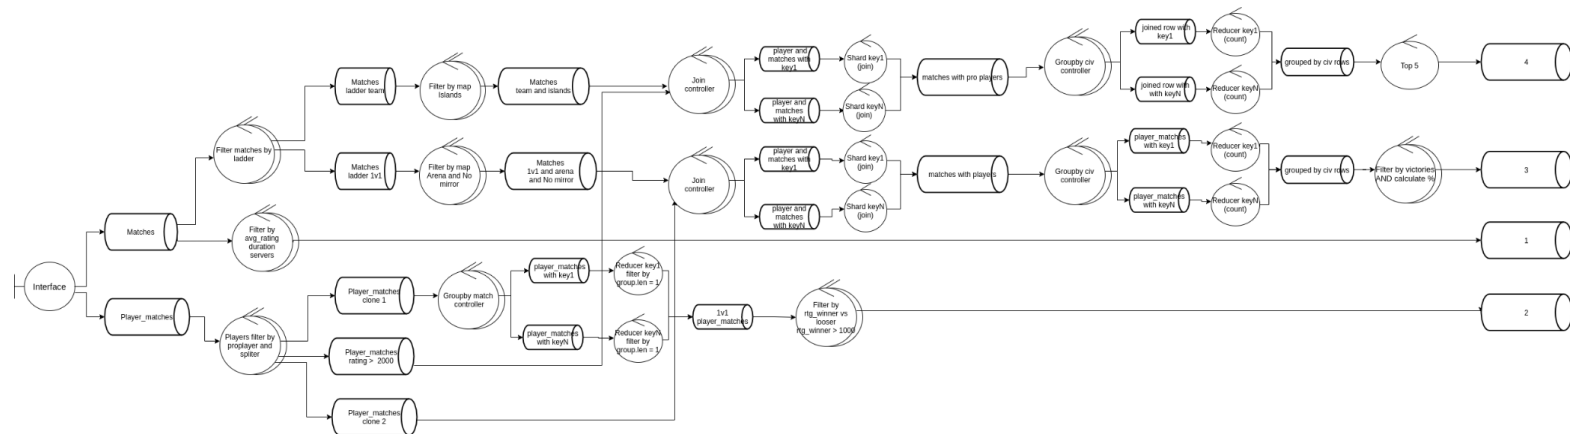 Interface
Matches
Player_matches
Filter matches by
ladder
Filter by
avg_rating
duration
servers
Players filter by
proplayer and
spliter
Matches
ladder team
Filter by map
Islands
Matches
team and islands
Matches
ladder 1v1
Filter by map
Arena and No
mirror
Matches
1v1 and arena
and No mirror
Player_matches
clone 1
Player_matches
rating > 2000
Player_matches
clone 2
Groupby match
controller
player_matches
with key1
player_matches
with keyN
Reducer key1
filter by
group.len = 1
Reducer keyN
filter by
group.len = 1
1v1
player_matches
Filter by
rtg_winner vs
looser
rtg_winner > 1000
Join
controller
player and
matches with
key1
player and
matches
with keyN
Shard key1
(join)
Shard keyN
(join)
matches with pro players
Groupby civ
controller
joined row with
key1
joined row with
with keyN
Reducer key1
(count)
Reducer keyN
(count)
grouped by civ rows
Top 5
4
Join
controller
player and
matches with
key1
player and
matches
with keyN
Shard key1
(join)
Shard keyN
(join)
matches with players
Groupby civ
controller
player_matches
with key1
player_matches
with keyN
Reducer key1
(count)
Reducer keyN
(count)
grouped by civ rows
Filter by victories
AND calculate %
3
1
2